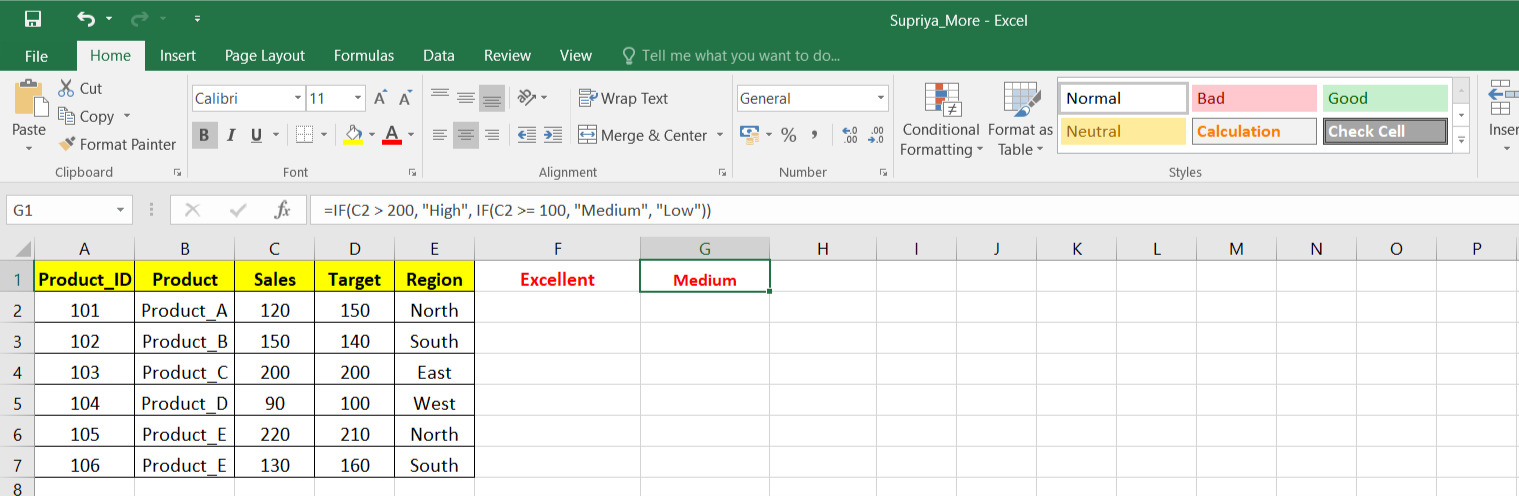 Supriya_More - Excel
File Home Insert Page Layout Formulas Data Review View Tell me what you want to do...
Paste
Cut
Copy
Format Painter
Clipboard
Calibri 11 A A
B I U A
Font
Wrap Text
Merge & Center
Alignment
General
% , .0 .00 .00 .0
Number
Conditional Formatting
Format as Table
Normal Bad Good
Neutral Calculation Check Cell
Styles
Inser
G1 fx =IF(C2 > 200, "High", IF(C2 >= 100, "Medium", "Low"))
A B C D E F G H I J K L M N O P
1 Product_ID Product Sales Target Region Excellent Medium
2 101 Product_A 120 150 North
3 102 Product_B 150 140 South
4 103 Product_C 200 200 East
5 104 Product_D 90 100 West
6 105 Product_E 220 210 North
7 106 Product_E 130 160 South
8